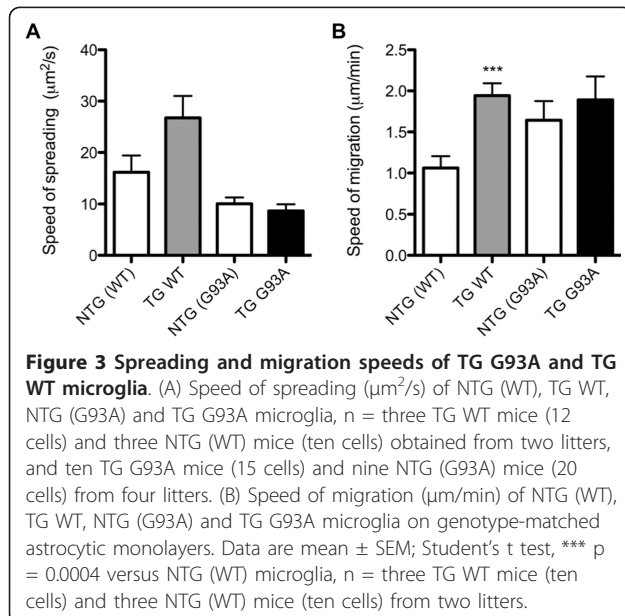 A
B
Speed of spreading (μm²/s)
40
30
20
10
0
NTG (WT)
TG WT
NTG (G93A)
TG G93A
Speed of migration (μm/min)
2.5
2.0
1.5
1.0
0.5
0.0
***
NTG (WT)
TG WT
NTG (G93A)
TG G93A
Figure 3 Spreading and migration speeds of TG G93A and TG
WT microglia. (A) Speed of spreading (μm²/s) of NTG (WT), TG WT,
NTG (G93A) and TG G93A microglia, n = three TG WT mice (12
cells) and three NTG (WT) mice (ten cells) obtained from two litters,
and ten TG G93A mice (15 cells) and nine NTG (G93A) mice (20
cells) from four litters. (B) Speed of migration (μm/min) of NTG (WT),
TG WT, NTG (G93A) and TG G93A microglia on genotype-matched
astrocytic monolayers. Data are mean ± SEM; Student's t test, *** p
= 0.0004 versus NTG (WT) microglia, n = three TG WT mice (ten
cells) and three NTG (WT) mice (ten cells) from two litters.